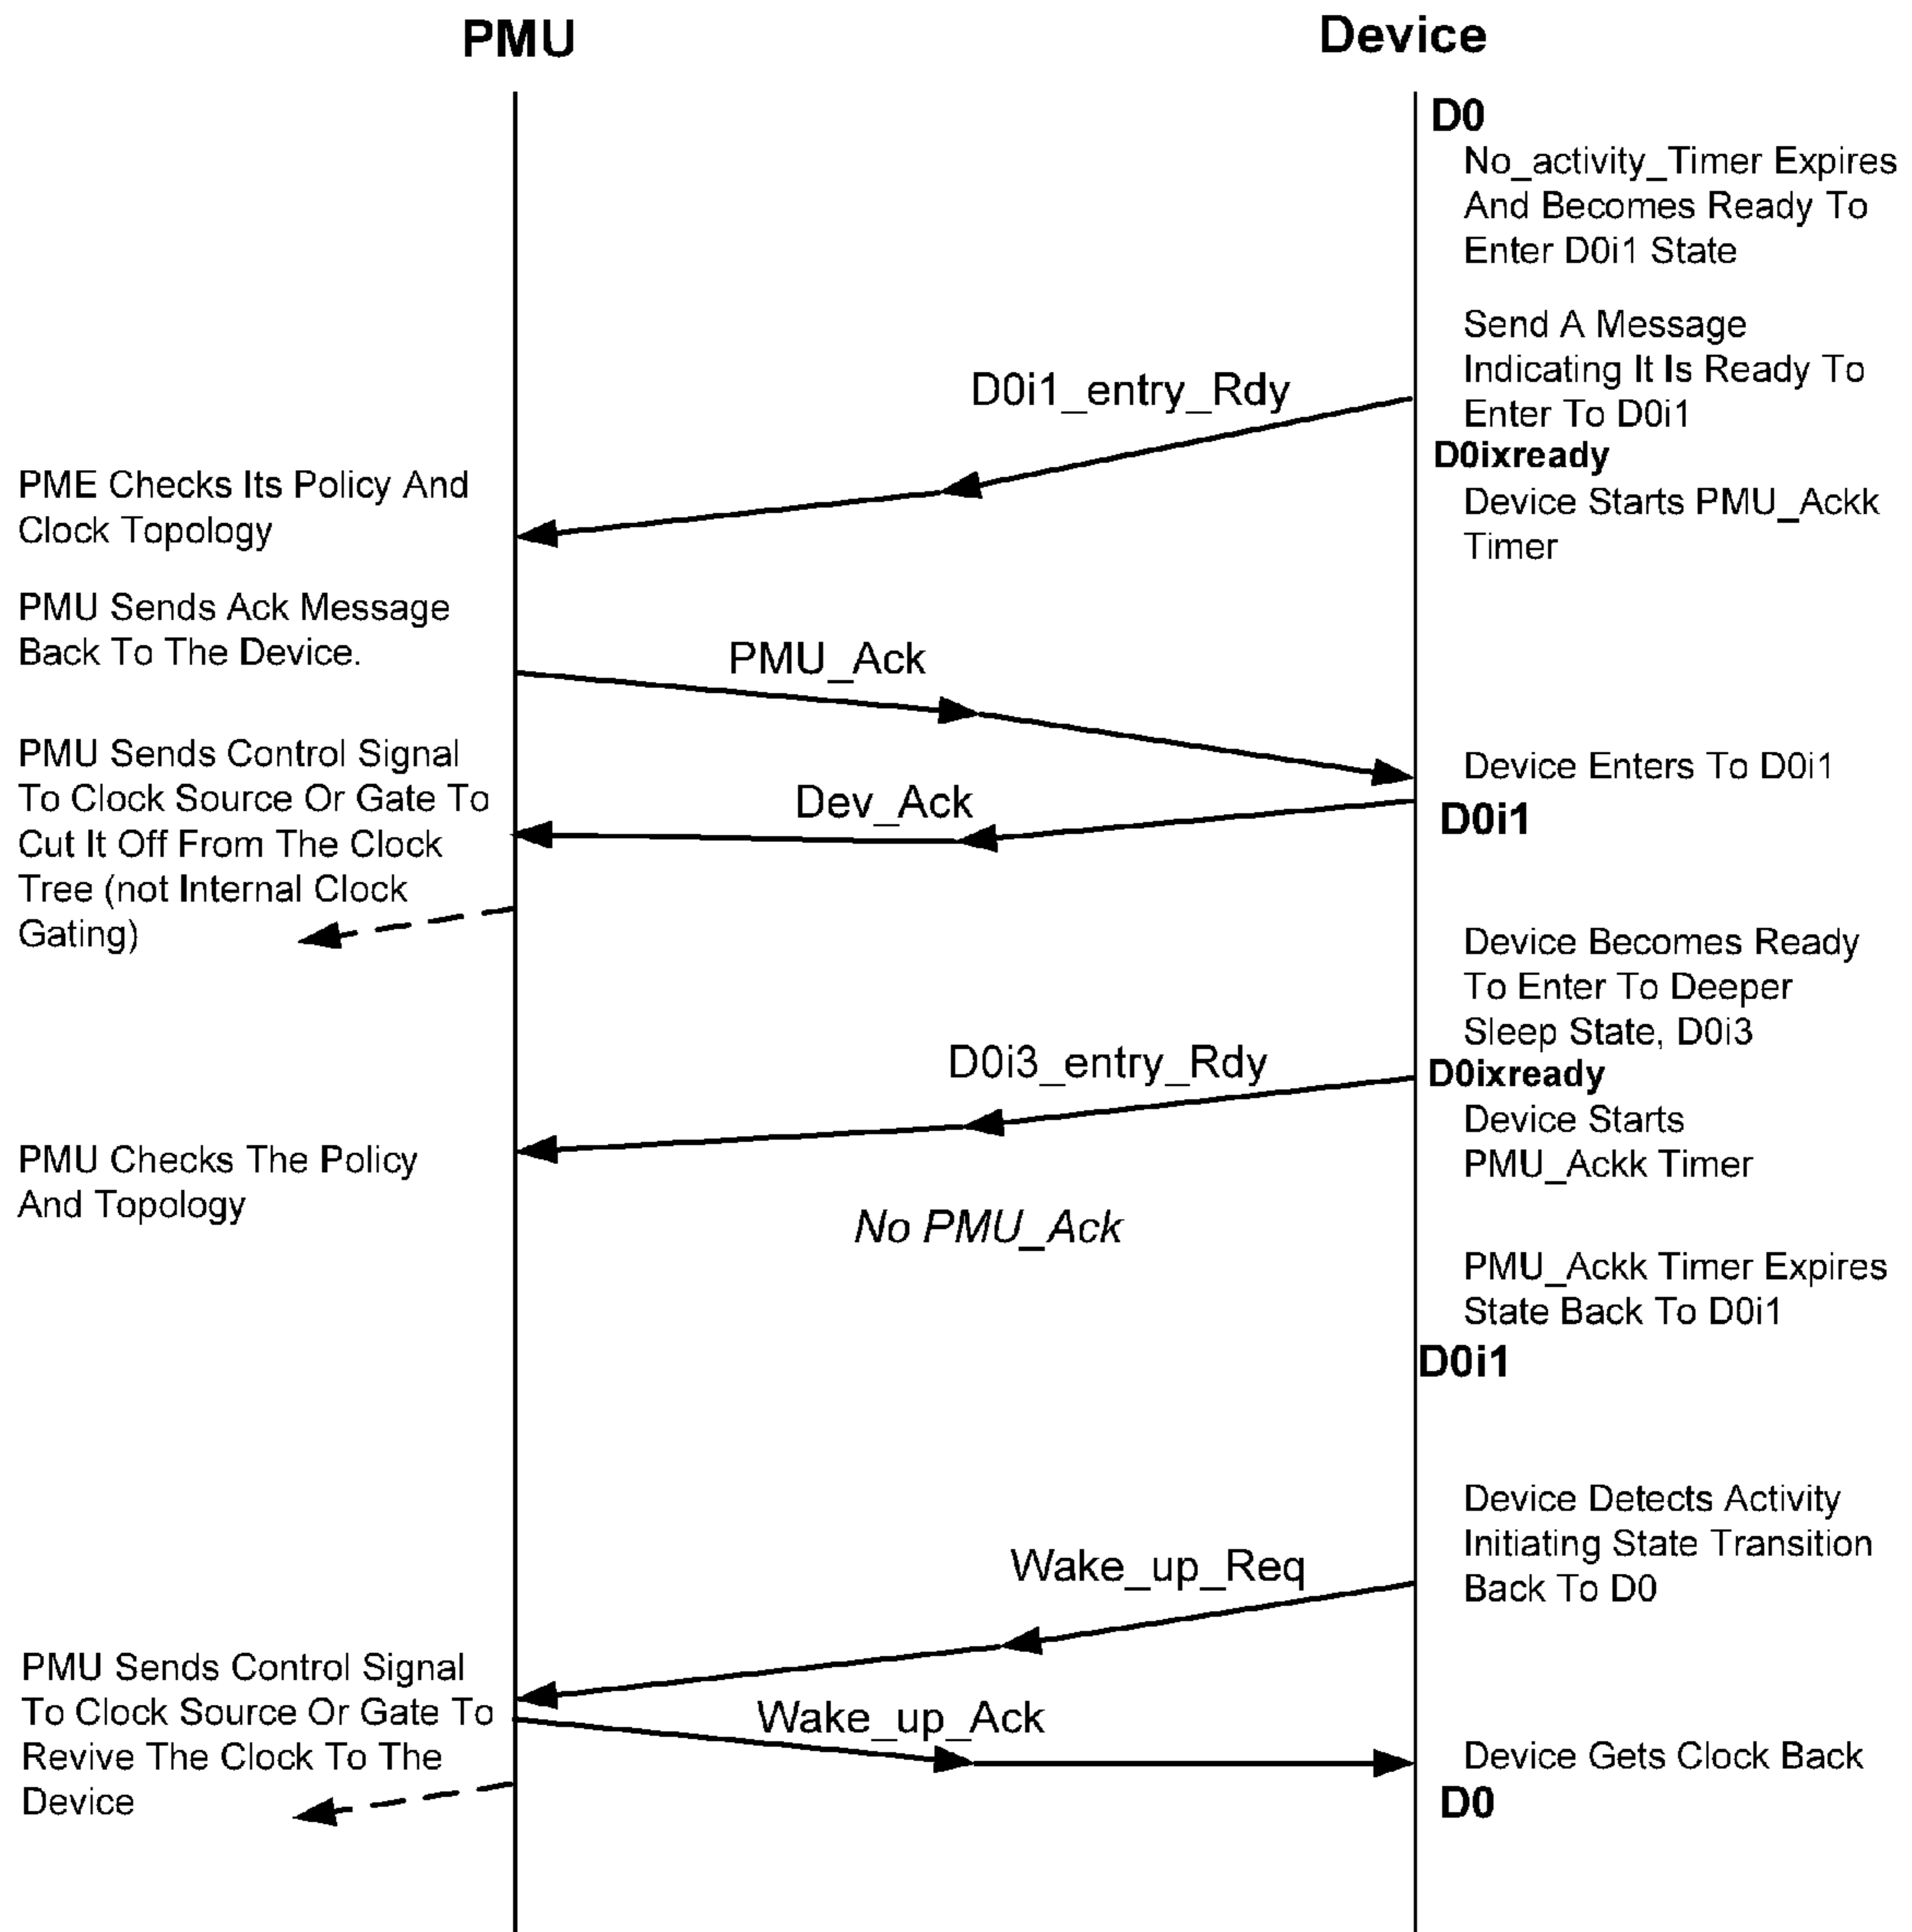 PMU
Device
D0
No_activity_Timer Expires
And Becomes Ready To
Enter D0i1 State
Send A Message
Indicating It Is Ready To
Enter To D0i1
D0i1_entry_Rdy
D0ixready
PME Checks Its Policy And
Clock Topology
Device Starts PMU_Ackk
Timer
PMU Sends Ack Message
Back To The Device.
PMU_Ack
PMU Sends Control Signal
To Clock Source Or Gate To
Cut It Off From The Clock
Tree (not Internal Clock
Gating)
Device Enters To D0i1
Dev_Ack
D0i1
Device Becomes Ready
To Enter To Deeper
Sleep State, D0i3
D0i3_entry_Rdy
D0ixready
Device Starts
PMU_Ackk Timer
PMU Checks The Policy
And Topology
No PMU_Ack
PMU_Ackk Timer Expires
State Back To D0i1
D0i1
Device Detects Activity
Initiating State Transition
Back To D0
Wake_up_Req
PMU Sends Control Signal
To Clock Source Or Gate To
Revive The Clock To The
Device
Wake_up_Ack
Device Gets Clock Back
D0